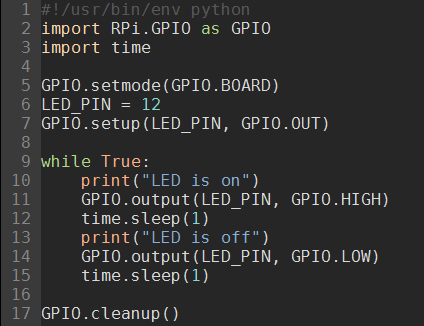 1 #!/usr/bin/env python
2 import RPi.GPIO as GPIO
3 import time
4
5 GPIO.setmode(GPIO.BOARD)
6 LED_PIN = 12
7 GPIO.setup(LED_PIN, GPIO.OUT)
8
9 while True:
10     print("LED is on")
11     GPIO.output(LED_PIN, GPIO.HIGH)
12     time.sleep(1)
13     print("LED is off")
14     GPIO.output(LED_PIN, GPIO.LOW)
15     time.sleep(1)
16
17 GPIO.cleanup()